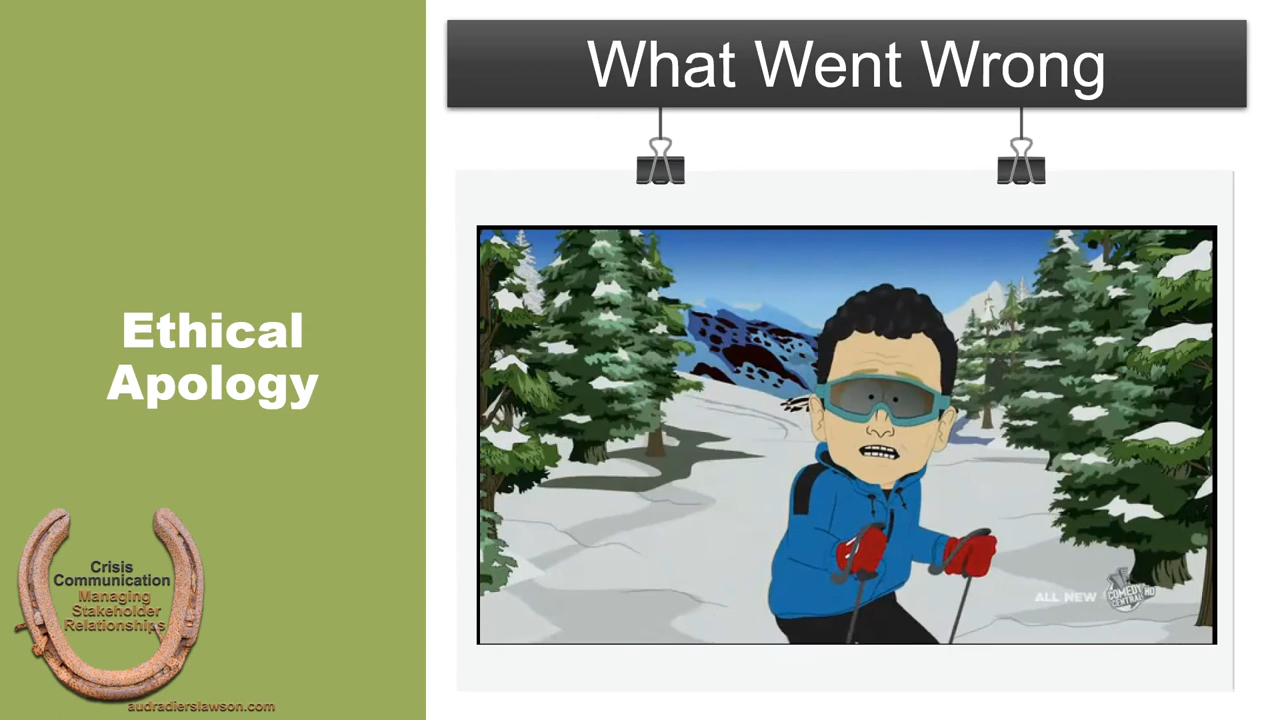 What Went Wrong
Ethical
Apology
Crisis
Communication
Managing
Stakeholder
Relationships
audradierslawson.com
ALL NEW
COMEDY
CENTRAL HD